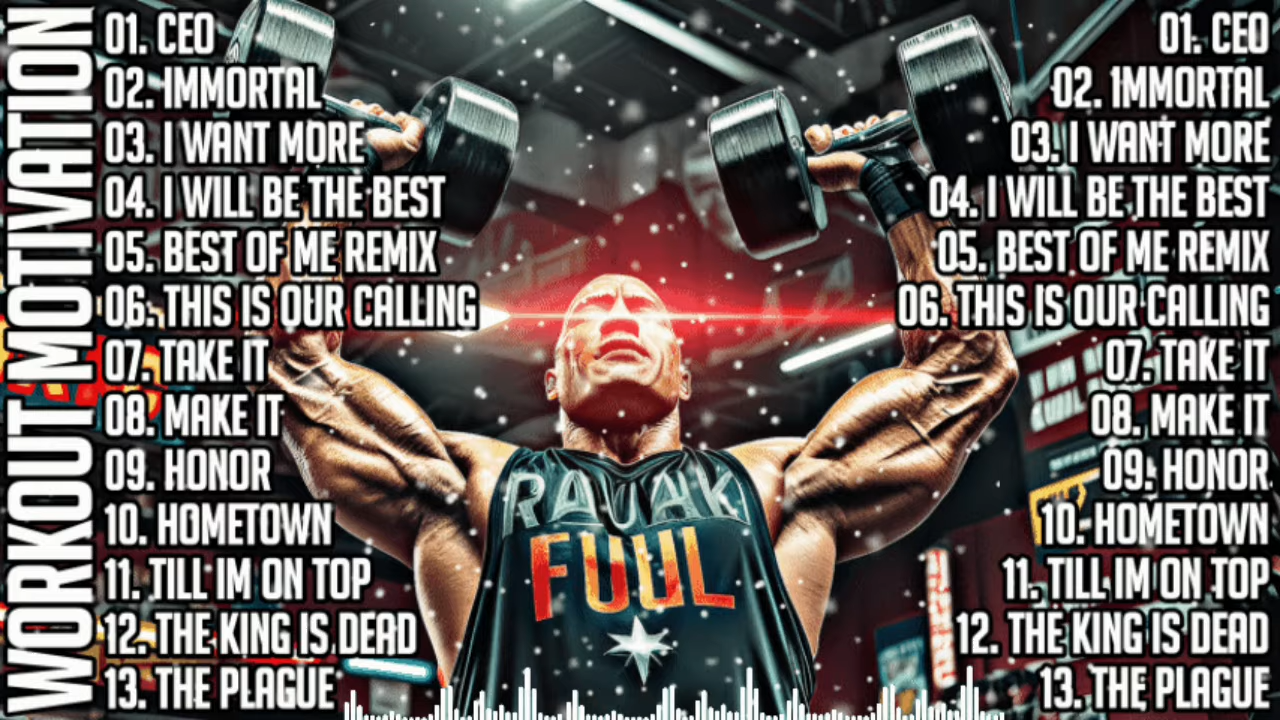 WORKOUT MOTIVATION
01. CEO
02. IMMORTAL
03. I WANT MORE
04. I WILL BE THE BEST
05. BEST OF ME REMIX
06. THIS IS OUR CALLING
07. TAKE IT
08. MAKE IT
09. HONOR
10. HOMETOWN
11. TILL IM ON TOP
12. THE KING IS DEAD
13. THE PLAGUE
FUUL
01. CEO
02. IMMORTAL
03. I WANT MORE
04. I WILL BE THE BEST
05. BEST OF ME REMIX
06. THIS IS OUR CALLING
07. TAKE IT
08. MAKE IT
09. HONOR
10. HOMETOWN
11. TILL IM ON TOP
12. THE KING IS DEAD
13. THE PLAGUE